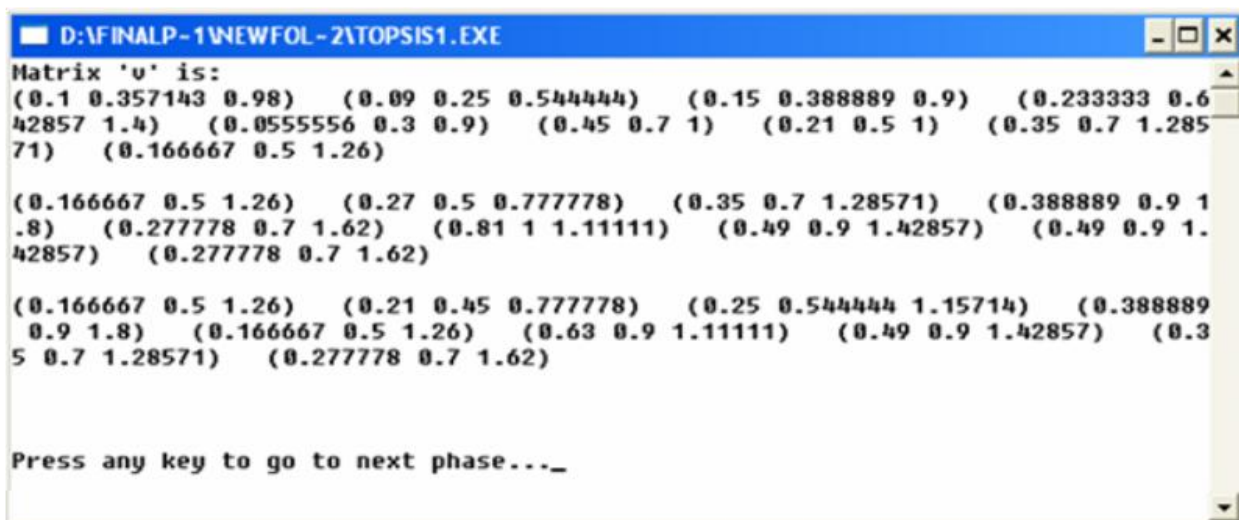 D:\FINALP~1\NEWFOL~2\TOPSIS1.EXE
Matrix 'v' is:
(0.1 0.357143 0.98)   (0.09 0.25 0.544444)   (0.15 0.388889 0.9)   (0.233333 0.6
42857 1.4)   (0.0555556 0.3 0.9)   (0.45 0.7 1)   (0.21 0.5 1)   (0.35 0.7 1.285
71)   (0.166667 0.5 1.26)
(0.166667 0.5 1.26)   (0.27 0.5 0.777778)   (0.35 0.7 1.28571)   (0.388889 0.9 1
.8)   (0.277778 0.7 1.62)   (0.81 1 1.11111)   (0.49 0.9 1.42857)   (0.49 0.9 1.
42857)   (0.277778 0.7 1.62)
(0.166667 0.5 1.26)   (0.21 0.45 0.777778)   (0.25 0.544444 1.15714)   (0.388889
 0.9 1.8)   (0.166667 0.5 1.26)   (0.63 0.9 1.11111)   (0.49 0.9 1.42857)   (0.3
5 0.7 1.28571)   (0.277778 0.7 1.62)
Press any key to go to next phase..._